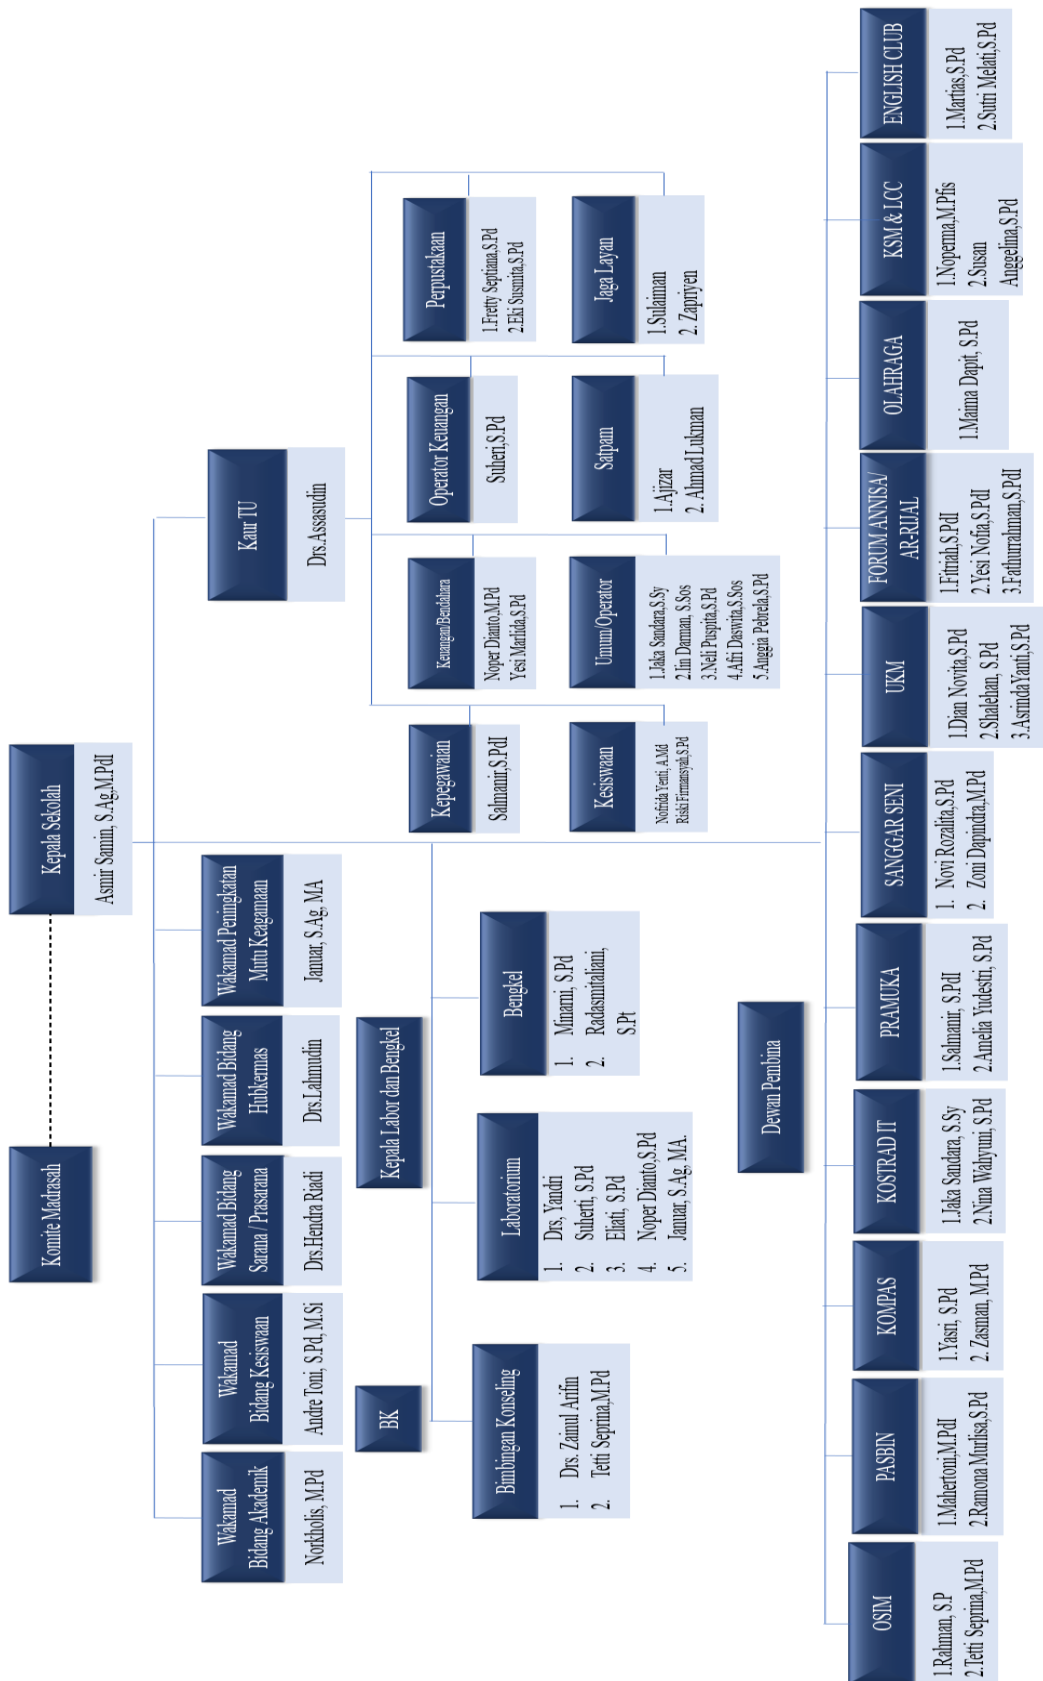 Komite Madrasah
Kepala Sekolah
Asmir Samin, S.Ag,M.PdI
Wakamad
Bidang Akademik
Norkholis, M.Pd
Wakamad
Bidang Kesiswaan
Andre Toni, S.Pd, M.Si
Wakamad Bidang
Sarana / Prasarana
Drs.Hendra Riadi
Wakamad Bidang
Hubkermas
Drs.Lahmudin
Wakamad Peningkatan
Mutu Keagamaan
Januar, S.Ag, MA
Kaur TU
Drs.Assasudin
BK
Kepala Labor dan Bengkel
Kepegawaian
Salmanir,S.PdI
Keuangan/Bendahara
Noper Dianto,M.Pd
Yesi Marlida,S.Pd
Operator Keuangan
Suheri,S.Pd
Perpustakaan
1.Fretty Septiana,S.Pd
2.Eki Susmita,S.Pd
Bimbingan Konseling
1. Drs. Zainul Arifin
2. Tetti Seprina,M.Pd
Laboratorium
1. Drs, Yandri
2. Suherti, S.Pd
3. Eliati, S.Pd
4. Noper Dianto,S.Pd
5. Januar, S.Ag, MA.
Bengkel
1. Minarni, S.Pd
2. Radasmitaliani,
S.Pt
Kesiswaan
Nofrida Yenti, A.Md
Riski Firmansyah,S.Pd
Umum/Operator
1.Jaka Sandara,S.Sy
2.Iin Darman, S.Sos
3.Neli Puspita,S.Pd
4.Afri Daswita,S.Sos
5.Anggia Pebrela,S.Pd
Satpam
1.Ajizar
2. Ahmad Lukman
Jaga Layan
1.Sulaiman
2. Zapriyen
Dewan Pembina
OSIM
1.Rahman, S.P
2.Tetti Seprina,M.Pd
PASBIN
1.Mahertoni,M.PdI
2.Ramona Murlisa,S.Pd
KOMPAS
1.Yasri, S.Pd
2. Zasman, M.Pd
KOSTRAD IT
1.Jaka Sandara, S.Sy
2.Nina Wahyuni, S.Pd
PRAMUKA
1.Salmanir, S.PdI
2.Amelia Yudestri, S.Pd
SANGGAR SENI
1. Novi Rozalita,S.Pd
2. Zoni Dapindra,M.Pd
UKM
1.Dian Novita,S.Pd
2.Shalehan, S.Pd
3.AsrindaYanti,S.Pd
FORUM ANNISA/
AR-RIJAL
1.Fitriah,S.PdI
2.Yesi Nofia,S.PdI
3.Fathurrahman,S.PdI
OLAHRAGA
1.Maima Dapit, S.Pd
KSM & LCC
1.Noperma,M.Pfis
2.Susan
Anggelina,S.Pd
ENGLISH CLUB
1.Martias,S.Pd
2.Sutri Melati,S.Pd